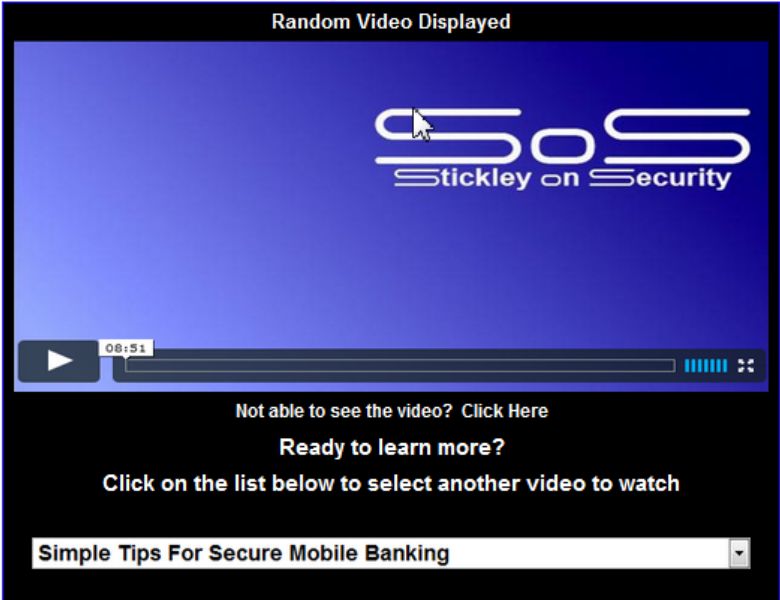 Random Video Displayed
SoS
Stickley on Security
08:51
Not able to see the video? Click Here
Ready to learn more?
Click on the list below to select another video to watch
Simple Tips For Secure Mobile Banking